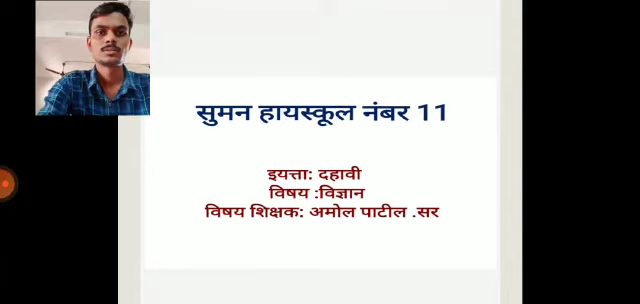 सुमन हायस्कूल नंबर 11
इयत्ता: दहावी
विषय :विज्ञान
विषय शिक्षक: अमोल पाटील .सर